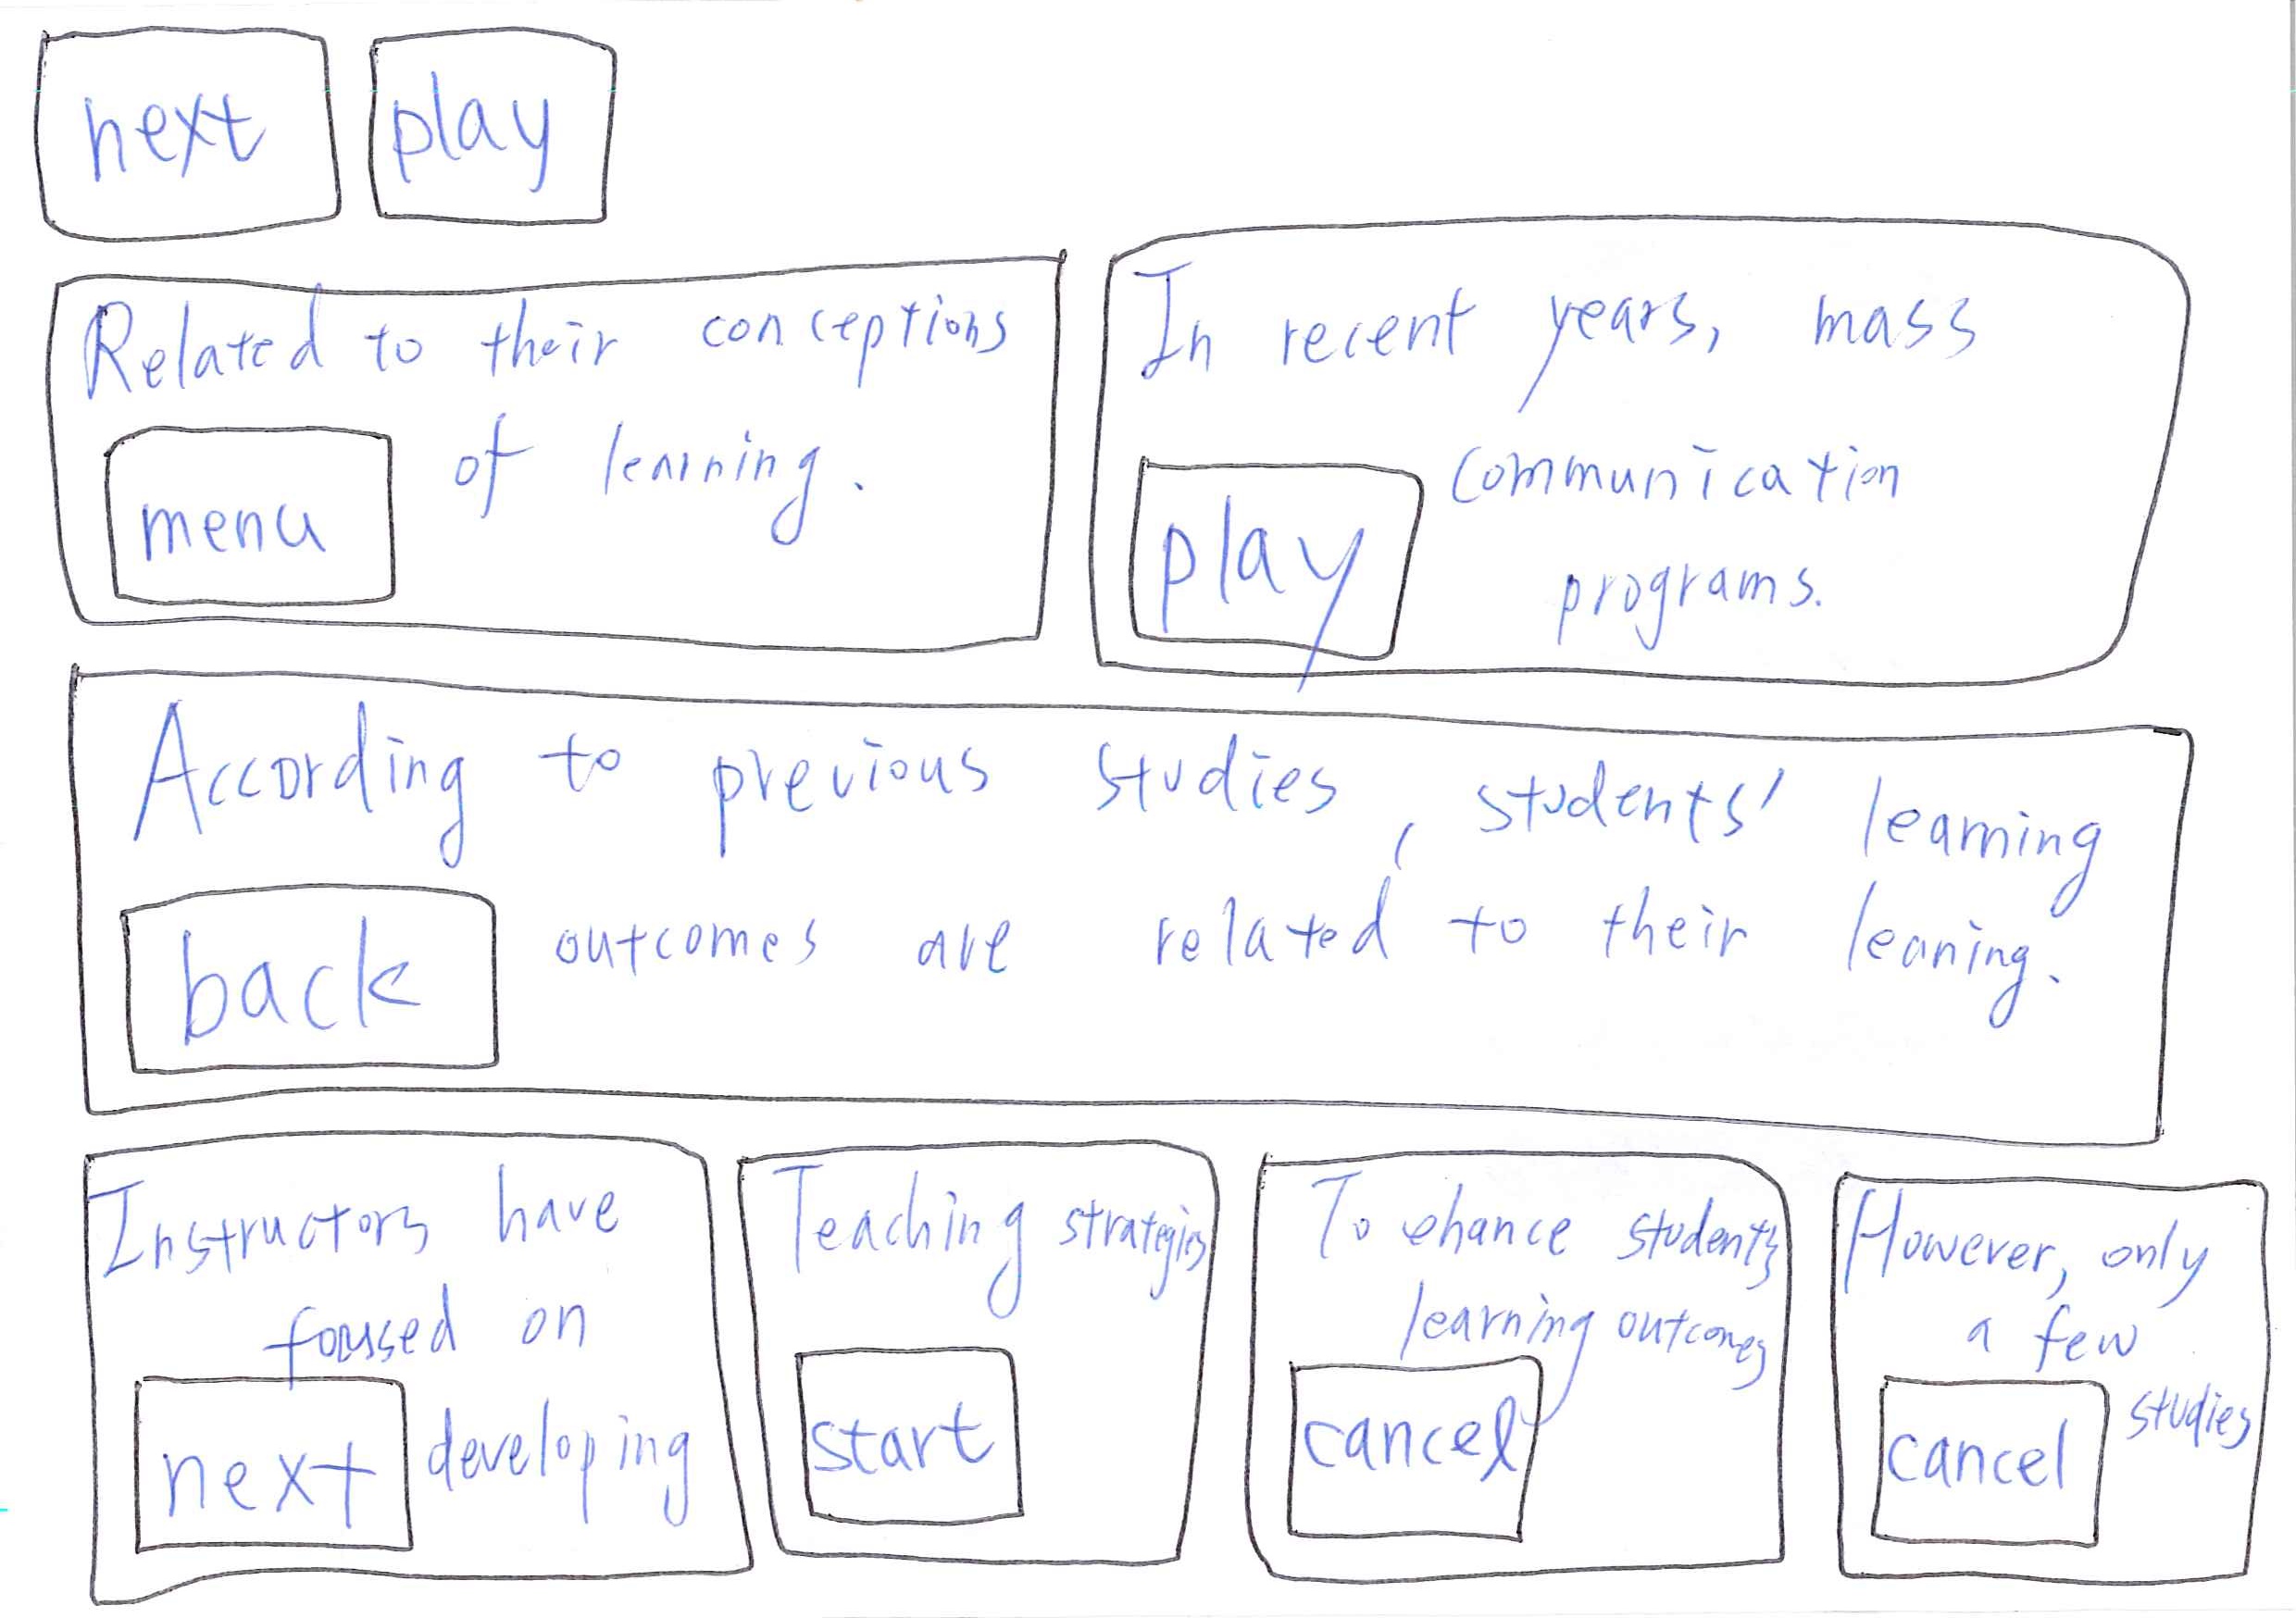 next play
Related to their conceptions
of learning.
menu
In recent years, mass
communication
play
programs.
According to previous studies, students' learning
back outcomes are related to their leaning.
Instructors have
focused on
next developing
Teaching strategies
start
To ehance students
learning outcomes
cancel
However, only
a few
studies
cancel